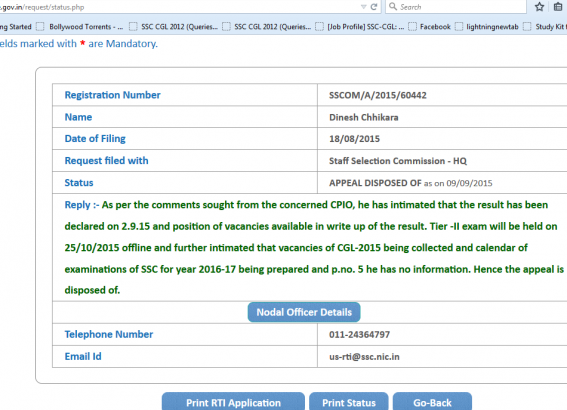 .gov.in/request/status.php
Search
ng Started Bollywood Torrents - ... SSC CGL 2012 (Queries... SSC CGL 2012 (Queries... [Job Profile] SSC-CGL: ... Facebook lightningnewtab Study Kit f
elds marked with * are Mandatory.
Registration Number SSCOM/A/2015/60442
Name Dinesh Chhikara
Date of Filing 18/08/2015
Request filed with Staff Selection Commission - HQ
Status APPEAL DISPOSED OF as on 09/09/2015
Reply :- As per the comments sought from the concerned CPIO, he has intimated that the result has been
declared on 2.9.15 and position of vacancies available in write up of the result. Tier -II exam will be held on
25/10/2015 offline and further intimated that vacancies of CGL-2015 being collected and calendar of
examinations of SSC for year 2016-17 being prepared and p.no. 5 he has no information. Hence the appeal is
disposed of.
Nodal Officer Details
Telephone Number 011-24364797
Email Id us-rti@ssc.nic.in
Print RTI Application Print Status Go-Back